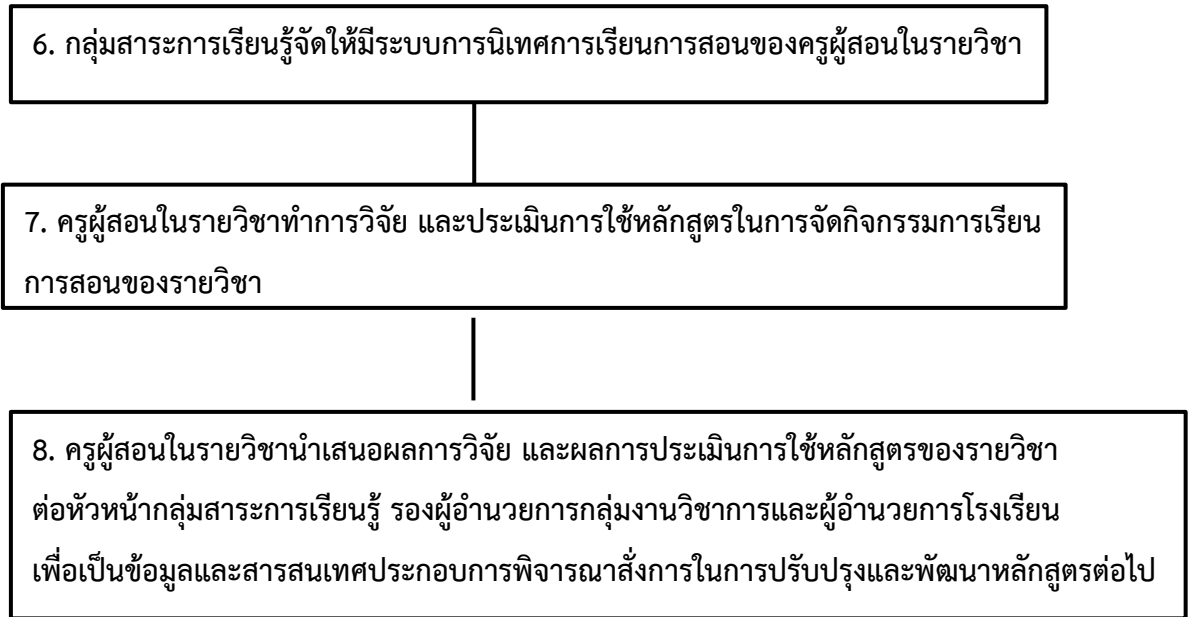 6. กลุ่มสาระการเรียนรู้จัดให้มีระบบการนิเทศการเรียนการสอนของครูผู้สอนในรายวิชา
7. ครูผู้สอนในรายวิชาทำการวิจัย และประเมินการใช้หลักสูตรในการจัดกิจกรรมการเรียน
การสอนของรายวิชา
8. ครูผู้สอนในรายวิชานำเสนอผลการวิจัย และผลการประเมินการใช้หลักสูตรของรายวิชา
ต่อหัวหน้ากลุ่มสาระการเรียนรู้ รองผู้อำนวยการกลุ่มงานวิชาการและผู้อำนวยการโรงเรียน
เพื่อเป็นข้อมูลและสารสนเทศประกอบการพิจารณาสั่งการในการปรับปรุงและพัฒนาหลักสูตรต่อไป